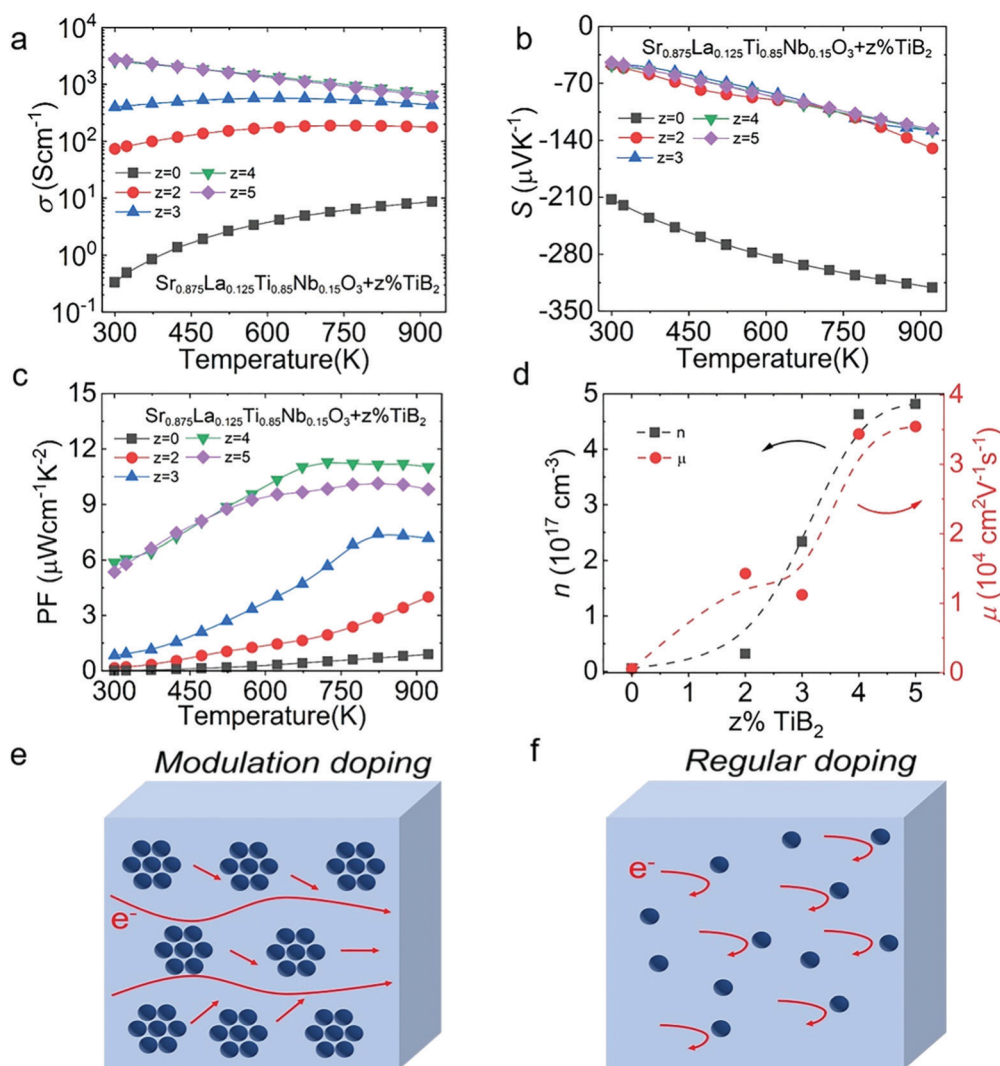 a
σ(Scm⁻¹)
10⁴
10³
10²
10¹
10⁰
10⁻¹
z=0 z=4
z=2 z=5
z=3
Sr₀.₈₇₅La₀.₁₂₅Ti₀.₈₅Nb₀.₁₅O₃+z%TiB₂
300 450 600 750 900
Temperature(K)
b
S (μVK⁻¹)
0
-70
-140
-210
-280
-350
Sr₀.₈₇₅La₀.₁₂₅Ti₀.₈₅Nb₀.₁₅O₃+z%TiB₂
z=0 z=4
z=2 z=5
z=3
300 450 600 750 900
Temperature(K)
c
PF (μWcm⁻¹K⁻²)
15
12
9
6
3
0
Sr₀.₈₇₅La₀.₁₂₅Ti₀.₈₅Nb₀.₁₅O₃+z%TiB₂
z=0 z=4
z=2 z=5
z=3
300 450 600 750 900
Temperature(K)
d
n (10¹⁷ cm⁻³)
5
4
3
2
1
0
n
μ
4
3
2
1
0
μ (10⁴ cm²V⁻¹s⁻¹)
0 1 2 3 4 5
z% TiB₂
e
Modulation doping
e⁻
f
Regular doping
e⁻